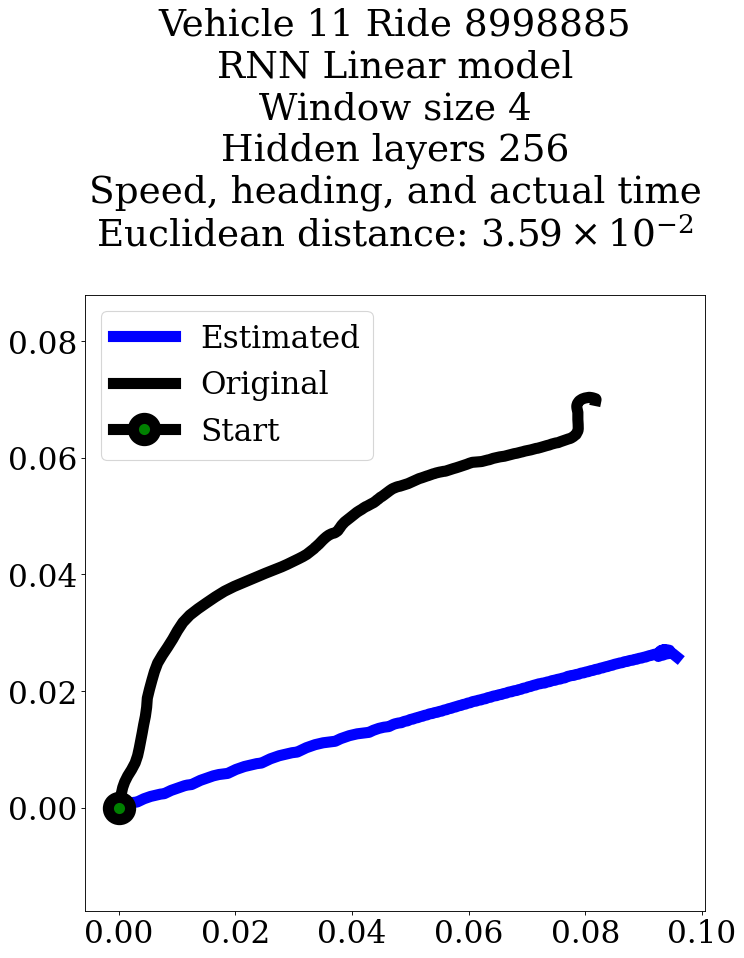 Vehicle 11 Ride 8998885
RNN Linear model
Window size 4
Hidden layers 256
Speed, heading, and actual time
Euclidean distance: 3.59 × 10⁻²
Estimated
Original
Start
0.08
0.06
0.04
0.02
0.00
0.00 0.02 0.04 0.06 0.08 0.10